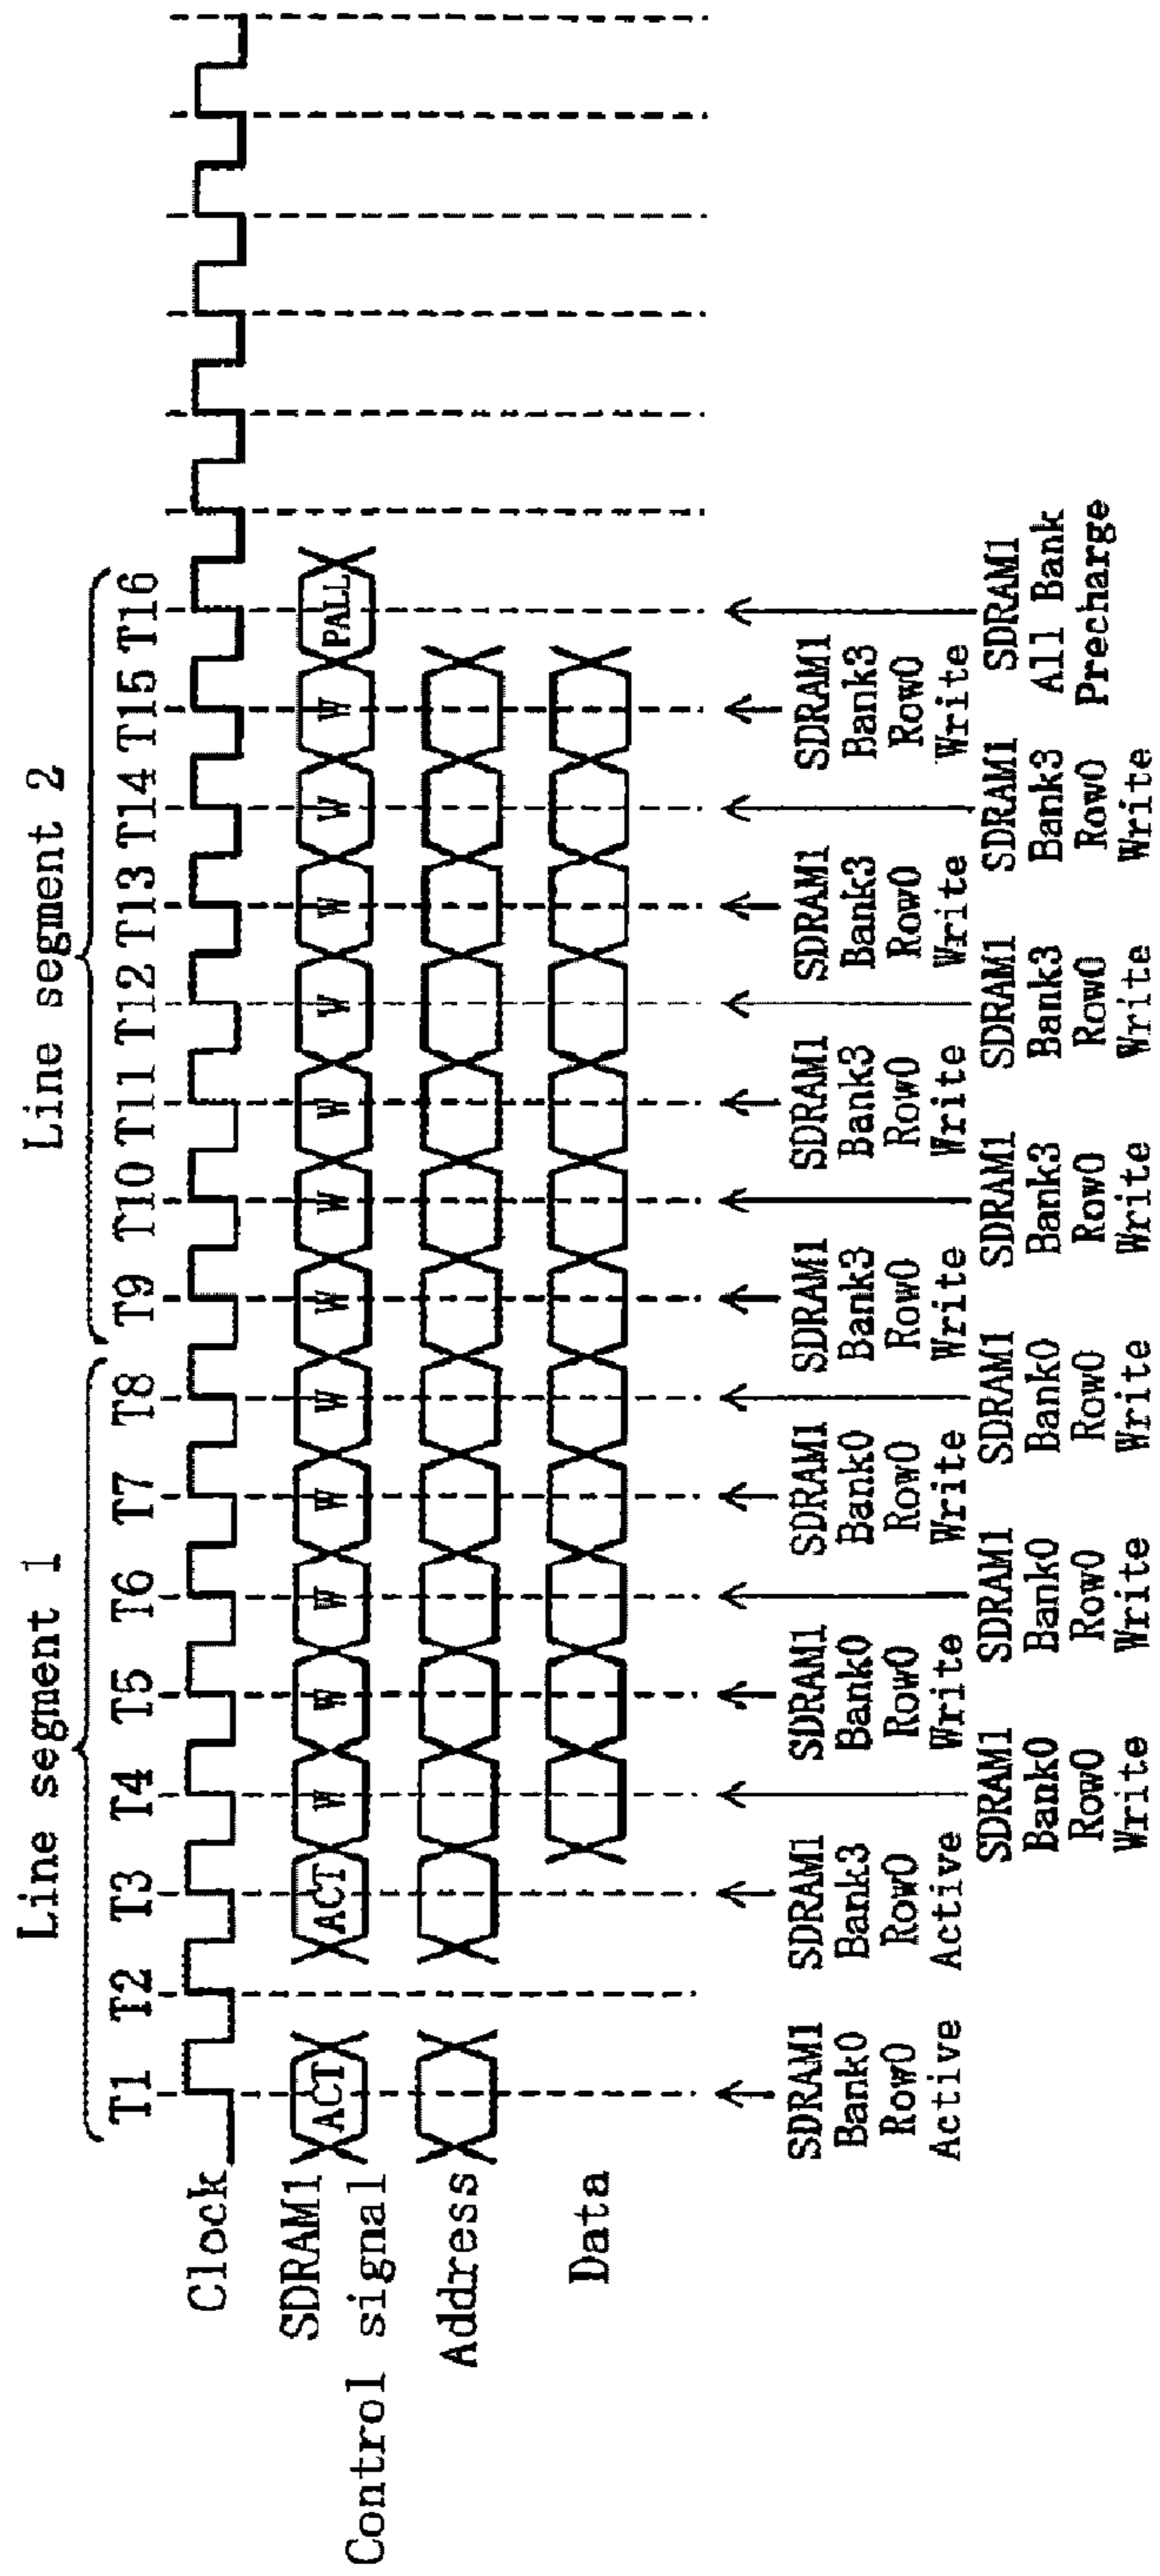 Line segment 1
Line segment 2
T1 T2 T3 T4 T5 T6 T7 T8 T9 T10 T11 T12 T13 T14 T15 T16
Clock
SDRAM1
Control signal
ACT ACT W W W W W W W W W W W W PALL
Address
Data
SDRAM1
Bank0
Row0
Active
SDRAM1
Bank3
Row0
Active
SDRAM1
Bank0
Row0
Write
SDRAM1
Bank0
Row0
Write
SDRAM1
Bank0
Row0
Write
SDRAM1
Bank0
Row0
Write
SDRAM1
Bank0
Row0
Write
SDRAM1
Bank3
Row0
Write
SDRAM1
Bank3
Row0
Write
SDRAM1
Bank3
Row0
Write
SDRAM1
Bank3
Row0
Write
SDRAM1
Bank3
Row0
Write
SDRAM1
Bank3
Row0
Write
SDRAM1
Bank3
Row0
Write
SDRAM1
All Bank
Precharge